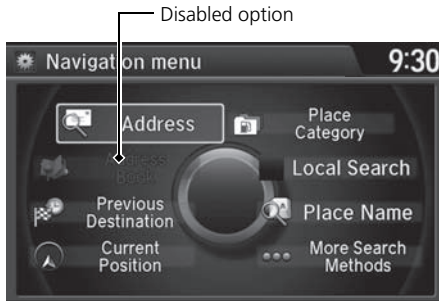 Disabled option
Navigation menu
9:30
Address
Place
Category
Address
Book
Local Search
Previous
Destination
Place Name
Current
Position
More Search
Methods